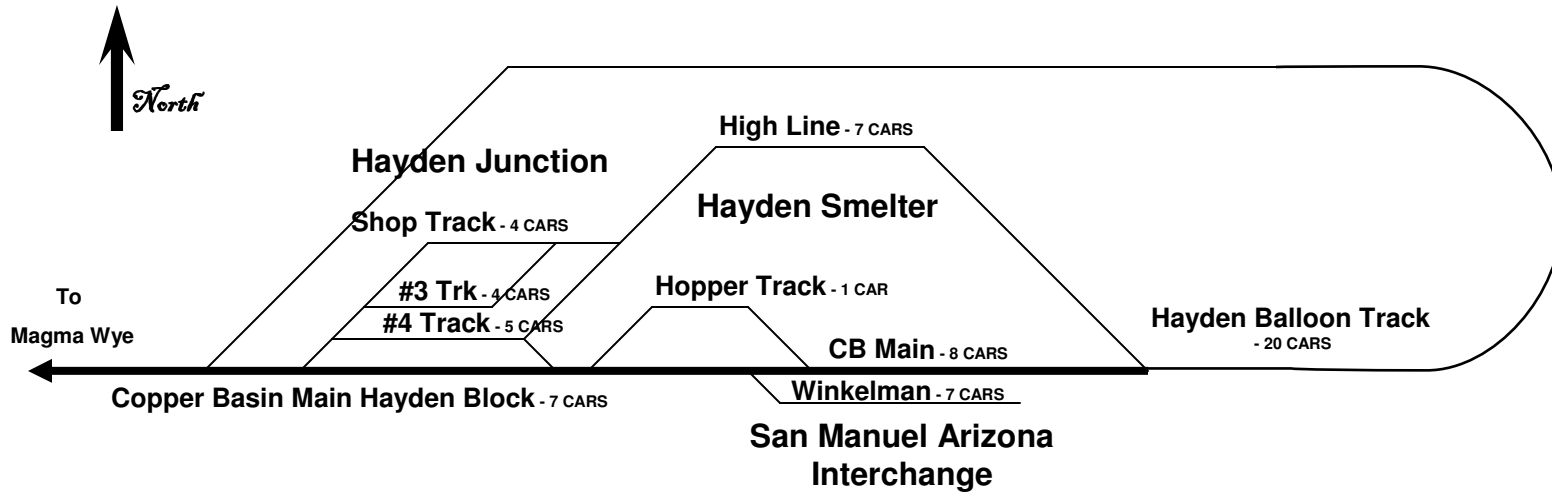 North
High Line - 7 CARS
Hayden Junction
Hayden Smelter
Shop Track - 4 CARS
#3 Trk - 4 CARS
Hopper Track - 1 CAR
To
Magma Wye
#4 Track - 5 CARS
Hayden Balloon Track
- 20 CARS
CB Main - 8 CARS
Copper Basin Main Hayden Block - 7 CARS
Winkelman - 7 CARS
San Manuel Arizona
Interchange